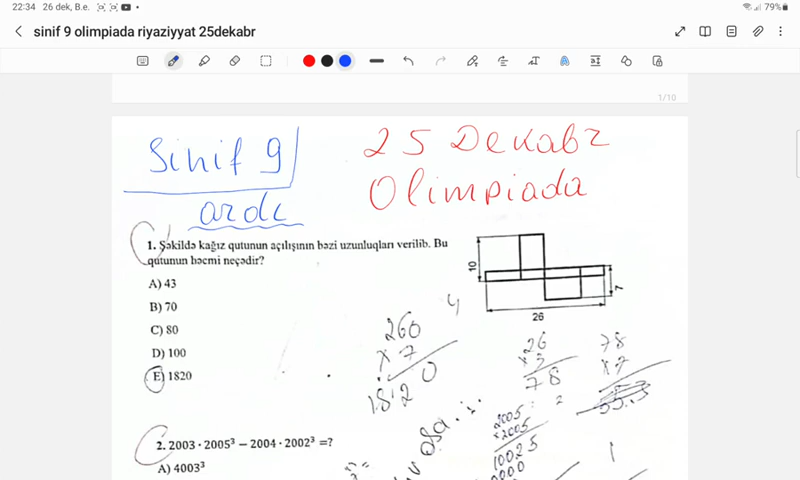 22:34 26 dek, B.e. 79%
sinif 9 olimpiada riyaziyyat 25dekabr
1/10
Sinif 9 25 Dekabr
ardı Olimpiada
1. Şəkildə kağız qutunun açılışının bəzi uzunluqları verilib. Bu
qutunun həcmi neçədir?
10
7
26
A) 43
B) 70
C) 80
D) 100
E) 1820
260
x 7
1820
26
x 3
78
78
x 7
2. 2003 · 2005³ − 2004 · 2002³ =?
A) 4003³
2005
x 2005
10025